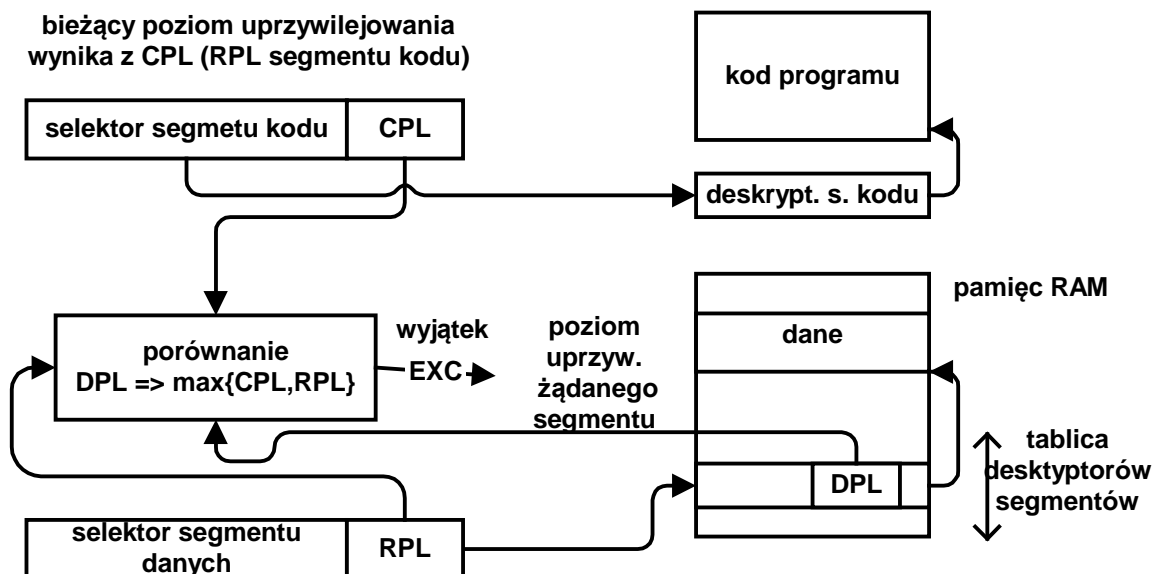 bieżący poziom uprzywilejowania
wynika z CPL (RPL segmentu kodu)
kod programu
selektor segmetu kodu
CPL
deskrypt. s. kodu
pamięc RAM
dane
wyjątek
EXC
poziom
uprzyw.
żądanego
segmentu
porównanie
DPL => max{CPL,RPL}
tablica
desktyptorów
segmentów
DPL
selektor segmentu
danych
RPL